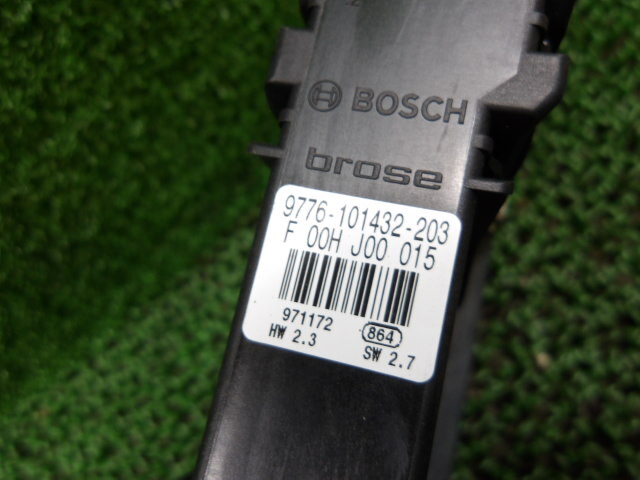 BOSCH
brose
9776-101432-203
F 00H J00 015
971172 864
HW 2.3 SW 2.7